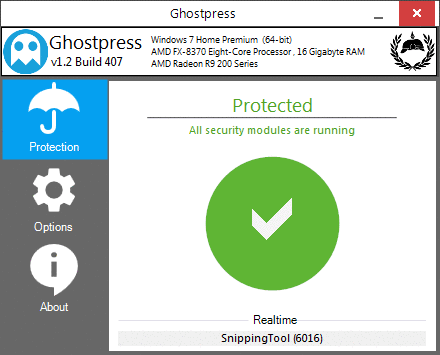 Ghostpress
Ghostpress
v1.2 Build 407
Windows 7 Home Premium (64-bit)
AMD FX-8370 Eight-Core Processor , 16 Gigabyte RAM
AMD Radeon R9 200 Series
Protection
Options
About
Protected
All security modules are running
Realtime
SnippingTool (6016)